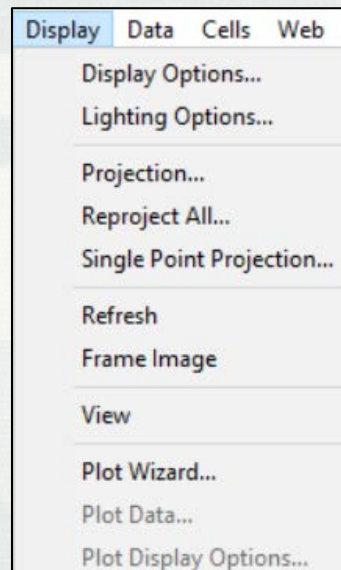 Display Data Cells Web
Display Options...
Lighting Options...
Projection...
Reproject All...
Single Point Projection...
Refresh
Frame Image
View
Plot Wizard...
Plot Data...
Plot Display Options...